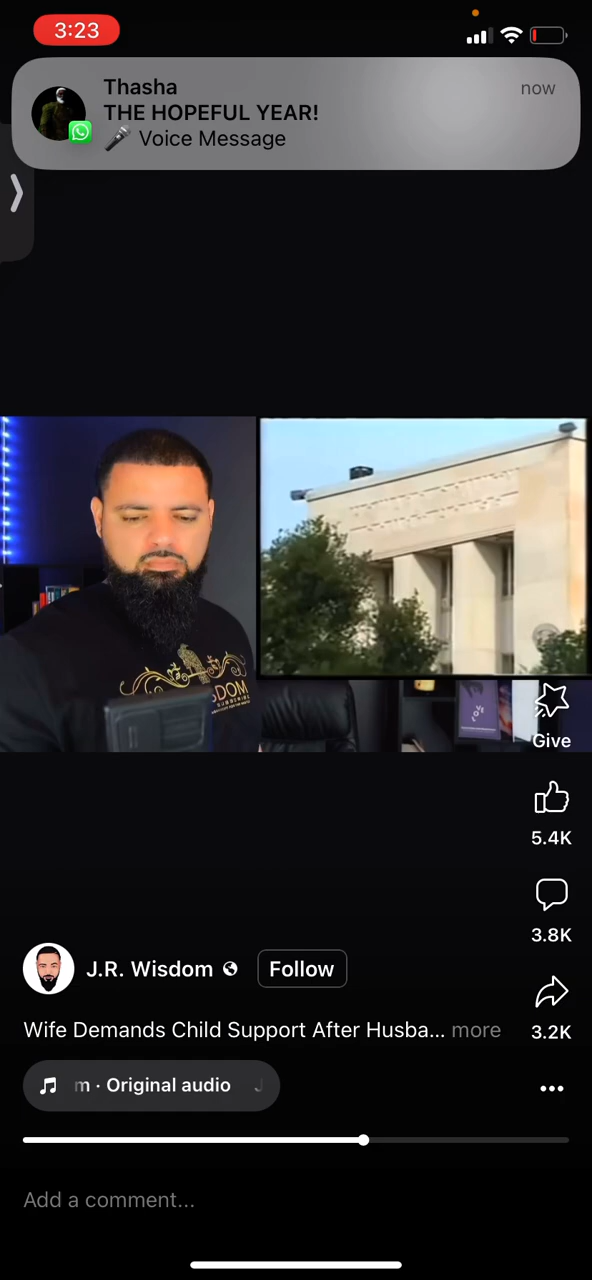 3:23
Thasha
now
THE HOPEFUL YEAR!
🎤 Voice Message
DOM
Give
5.4K
3.8K
J.R. Wisdom
Follow
Wife Demands Child Support After Husba... more
3.2K
m · Original audio
Add a comment...